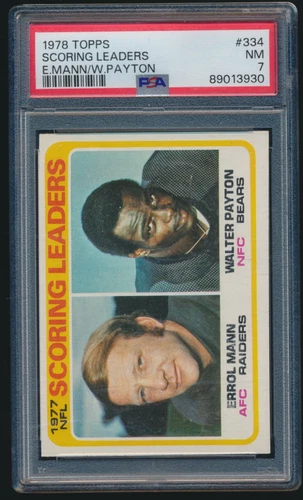 1978 TOPPS #334
SCORING LEADERS NM
E.MANN/W.PAYTON 7
PSA 89013930
1977
NFL SCORING LEADERS
ERROL MANN
AFC RAIDERS
WALTER PAYTON
NFC BEARS